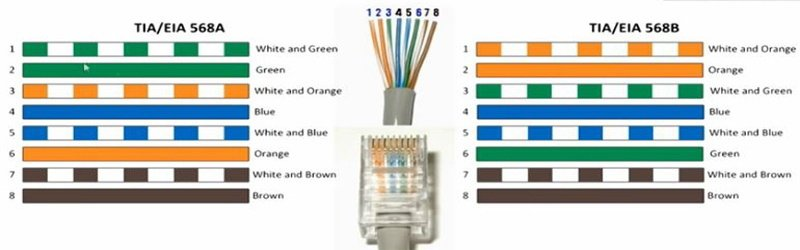 TIA/EIA 568A
1 White and Green
2 Green
3 White and Orange
4 Blue
5 White and Blue
6 Orange
7 White and Brown
8 Brown
1 2 3 4 5 6 7 8
TIA/EIA 568B
1 White and Orange
2 Orange
3 White and Green
4 Blue
5 White and Blue
6 Green
7 White and Brown
8 Brown